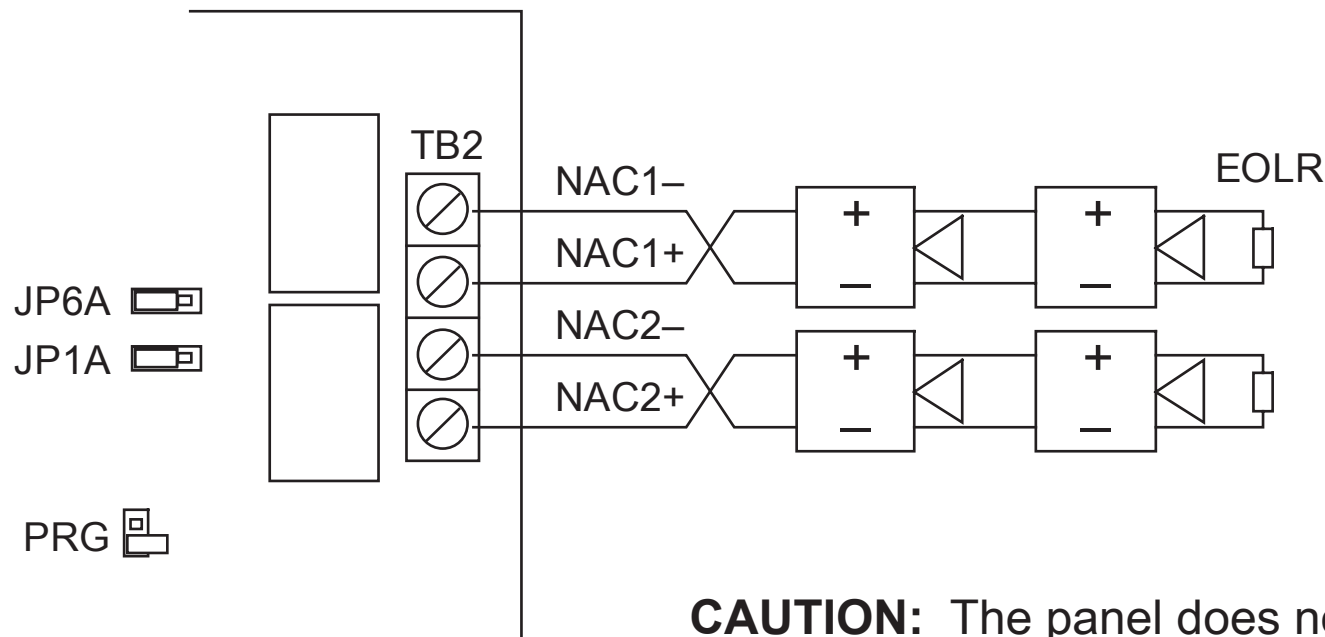 TB2
NAC1–
EOLR
+
+
NAC1+
–
–
JP6A
NAC2–
JP1A
+
+
NAC2+
–
–
PRG
CAUTION: The panel does